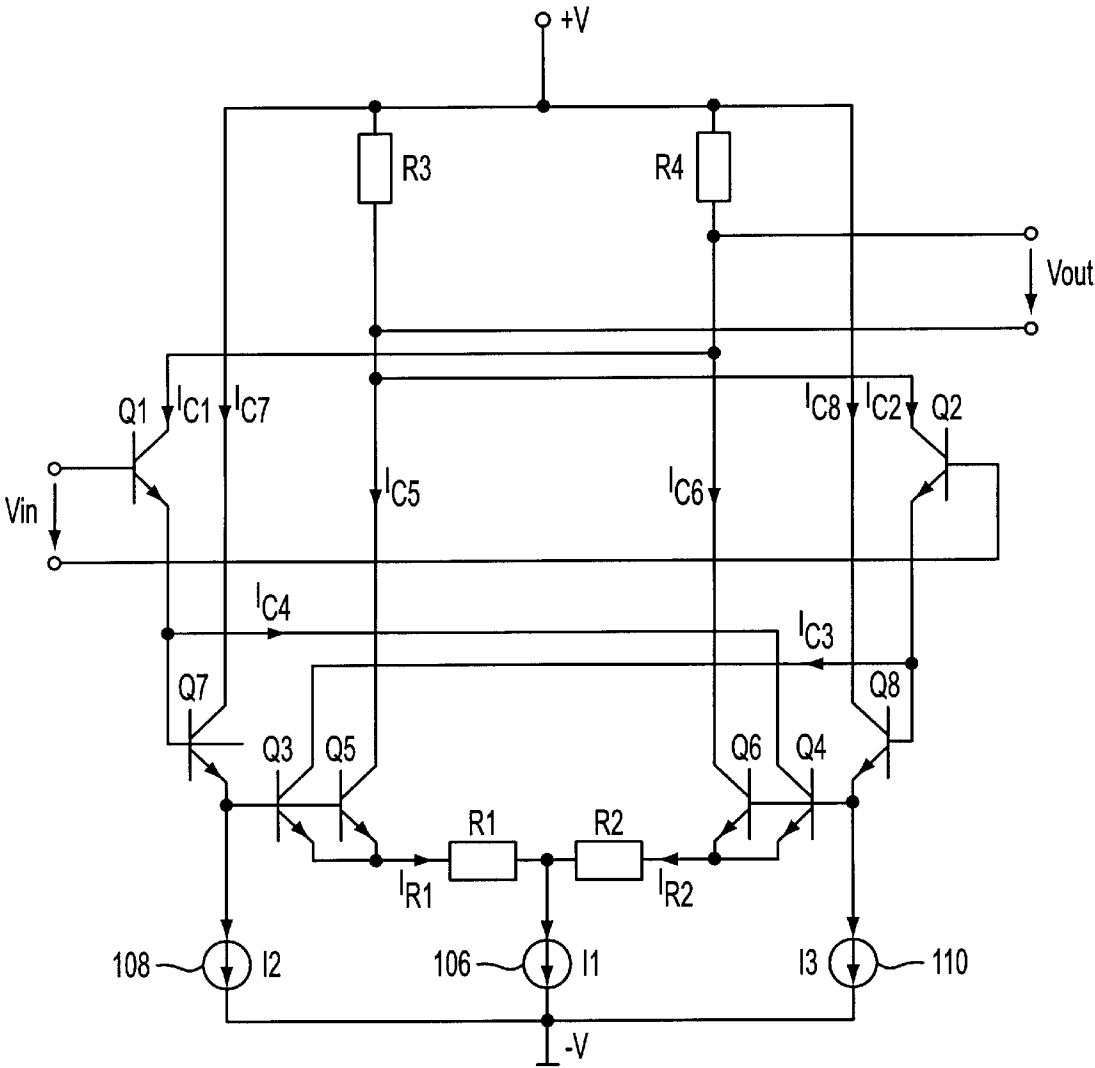 +V
R3
R4
Vout
Q1
IC1
IC7
IC8
IC2
Q2
Vin
IC5
IC6
IC4
IC3
Q7
Q8
Q3
Q5
Q6
Q4
R1
R2
IR1
IR2
108
I2
106
I1
I3
110
-V